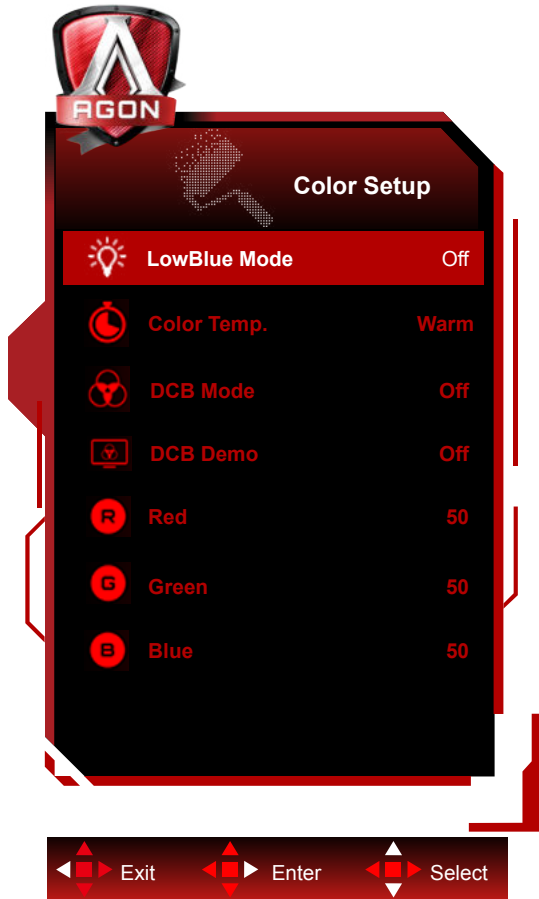 AGON
Color Setup
LowBlue Mode Off
Color Temp. Warm
DCB Mode Off
DCB Demo Off
R Red 50
G Green 50
B Blue 50
Exit Enter Select